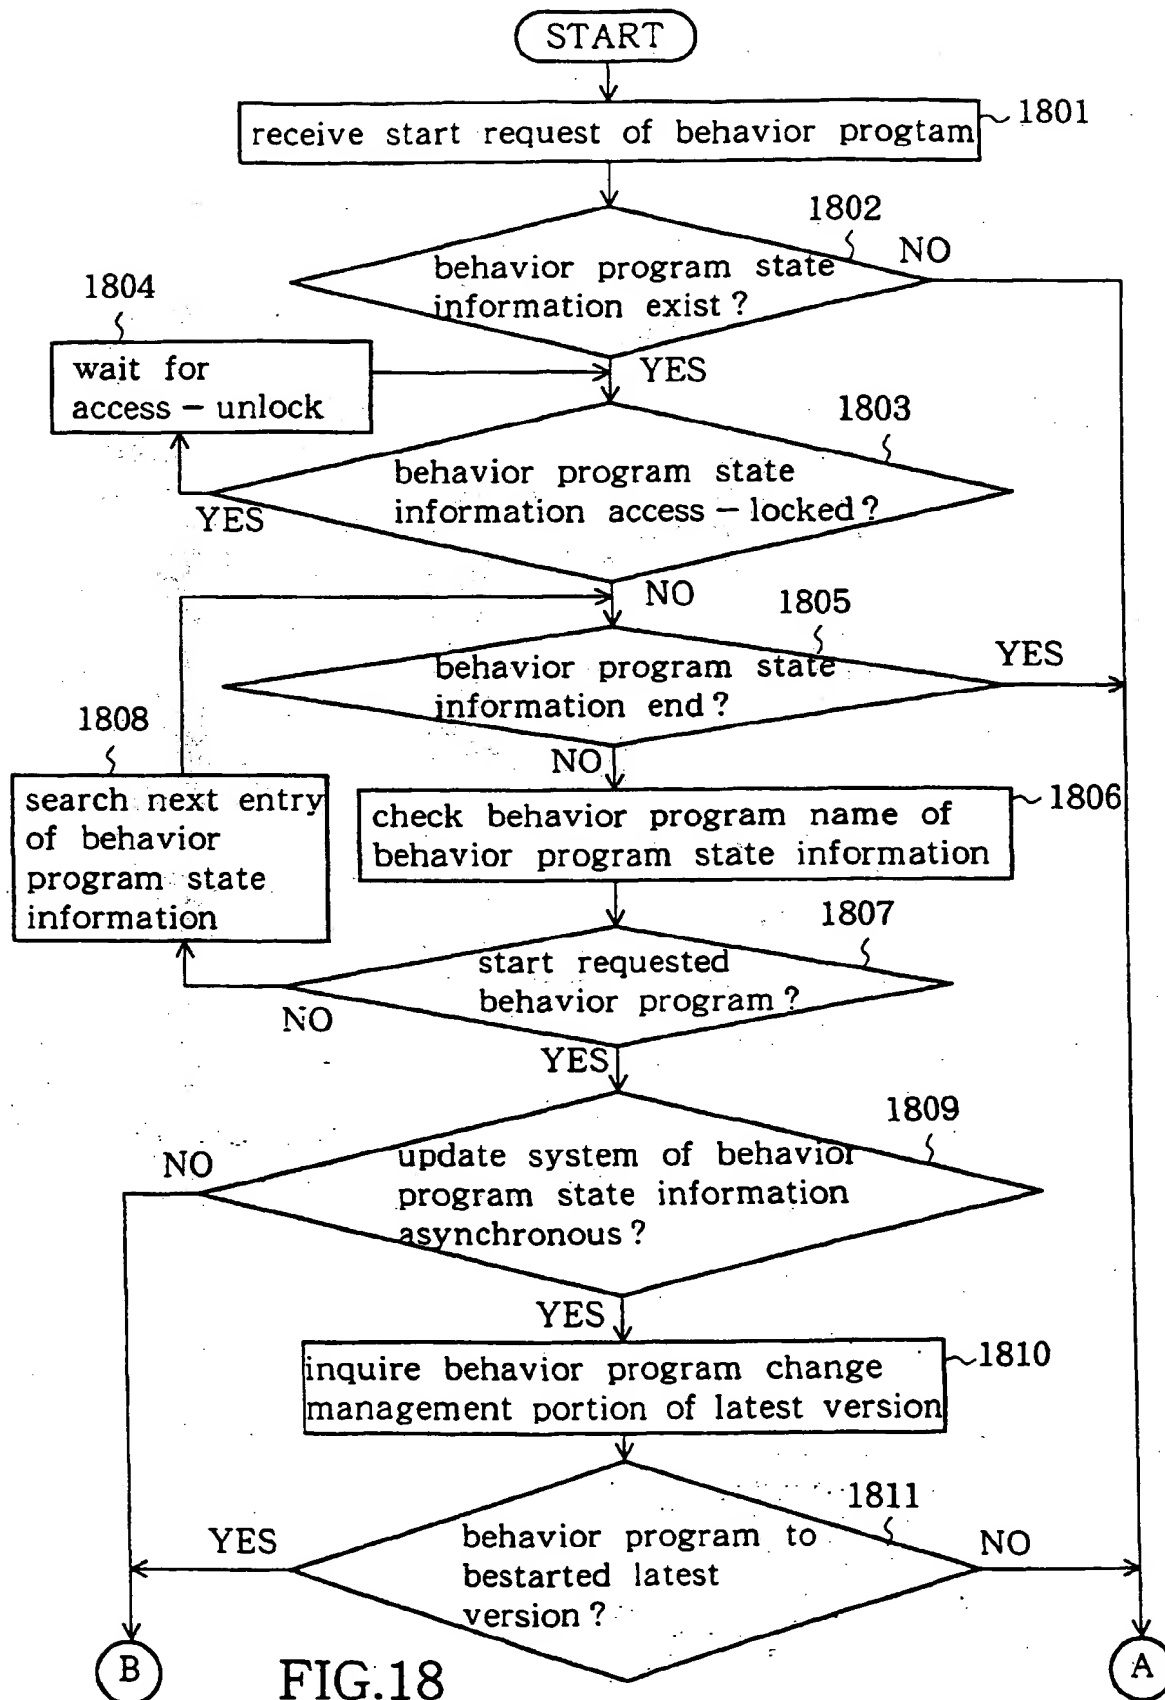 START
receive start request of behavior progtam
1801
1802
behavior program state
information exist?
NO
1804
wait for
access – unlock
YES
1803
behavior program state
information access – locked?
YES
NO
1805
behavior program state
information end?
YES
1808
search next entry
of behavior
program state
information
NO
check behavior program name of
behavior program state information
1806
1807
start requested
behavior program?
NO
YES
1809
update system of behavior
program state information
asynchronous?
NO
YES
inquire behavior program change
management portion of latest version
1810
1811
behavior program to
bestarted latest
version?
YES
NO
B
A
FIG.18